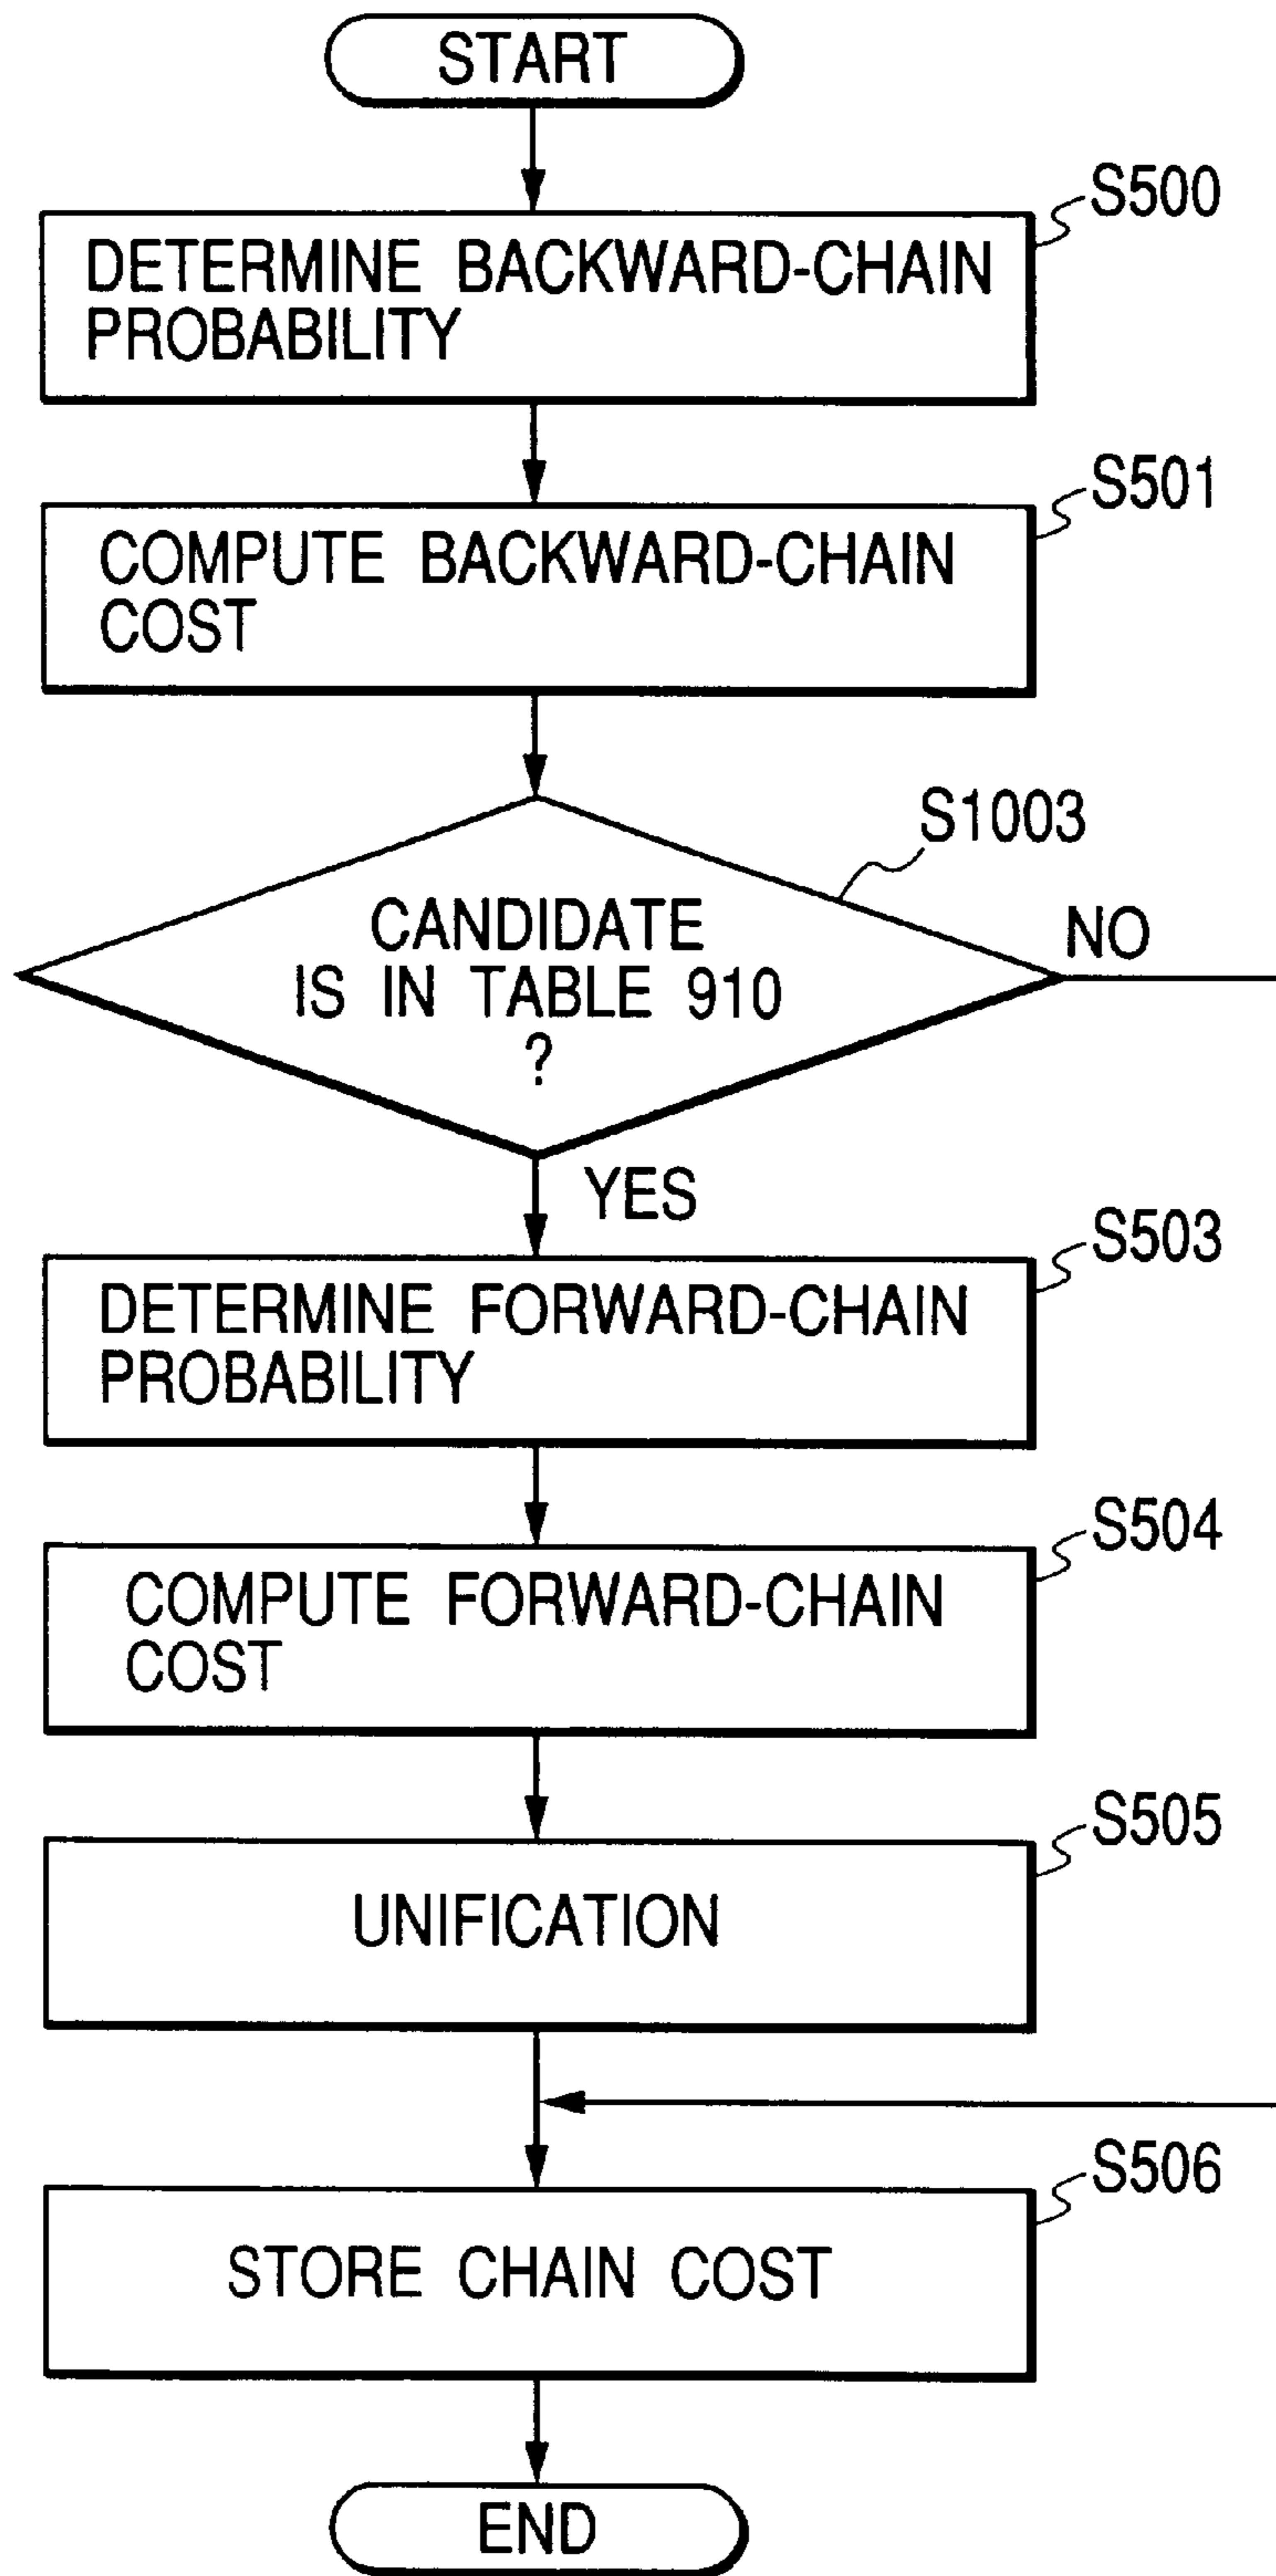 START
S500
DETERMINE BACKWARD-CHAIN
PROBABILITY
S501
COMPUTE BACKWARD-CHAIN
COST
S1003
CANDIDATE
IS IN TABLE 910
?
NO
YES
S503
DETERMINE FORWARD-CHAIN
PROBABILITY
S504
COMPUTE FORWARD-CHAIN
COST
S505
UNIFICATION
S506
STORE CHAIN COST
END